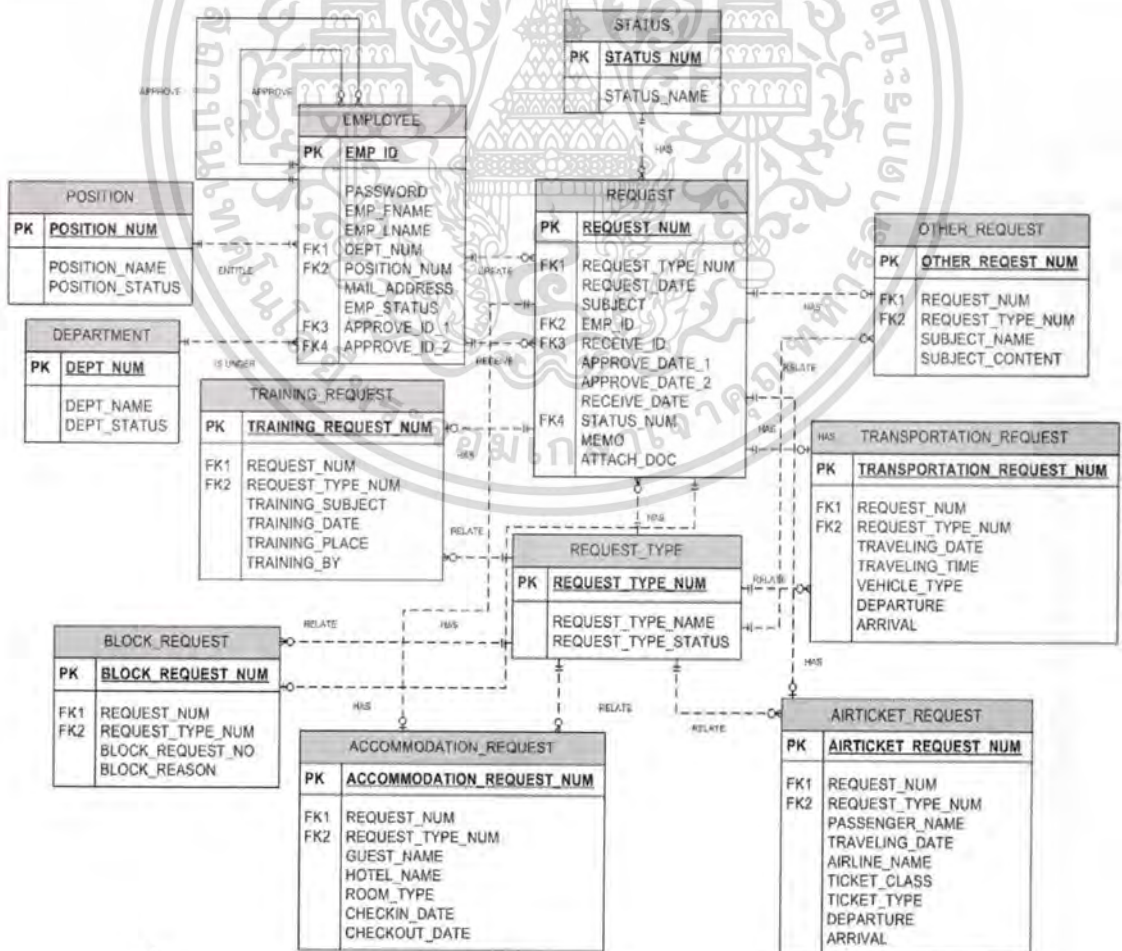 STATUS
PK STATUS_NUM
STATUS_NAME
HAS
APPROVE
APPROVE
EMPLOYEE
PK EMP_ID
PASSWORD
EMP_FNAME
EMP_LNAME
FK1 DEPT_NUM
FK2 POSITION_NUM
MAIL_ADDRESS
EMP_STATUS
FK3 APPROVE_ID_1
FK4 APPROVE_ID_2
POSITION
PK POSITION_NUM
POSITION_NAME
POSITION_STATUS
ENTITLE
DEPARTMENT
PK DEPT_NUM
DEPT_NAME
DEPT_STATUS
IS UNDER
CREATE
RECEIVE
REQUEST
PK REQUEST_NUM
FK1 REQUEST_TYPE_NUM
REQUEST_DATE
SUBJECT
FK2 EMP_ID
FK3 RECEIVE_ID
APPROVE_DATE_1
APPROVE_DATE_2
RECEIVE_DATE
FK4 STATUS_NUM
MEMO
ATTACH_DOC
OTHER_REQUEST
PK OTHER_REQEST_NUM
FK1 REQUEST_NUM
FK2 REQUEST_TYPE_NUM
SUBJECT_NAME
SUBJECT_CONTENT
HAS
RELATE
TRAINING_REQUEST
PK TRAINING_REQUEST_NUM
FK1 REQUEST_NUM
FK2 REQUEST_TYPE_NUM
TRAINING_SUBJECT
TRAINING_DATE
TRAINING_PLACE
TRAINING_BY
HAS
RELATE
HAS
HAS
TRANSPORTATION_REQUEST
PK TRANSPORTATION_REQUEST_NUM
FK1 REQUEST_NUM
FK2 REQUEST_TYPE_NUM
TRAVELING_DATE
TRAVELING_TIME
VEHICLE_TYPE
DEPARTURE
ARRIVAL
HAS
REQUEST_TYPE
PK REQUEST_TYPE_NUM
REQUEST_TYPE_NAME
REQUEST_TYPE_STATUS
RELATE
BLOCK_REQUEST
PK BLOCK_REQUEST_NUM
FK1 REQUEST_NUM
FK2 REQUEST_TYPE_NUM
BLOCK_REQUEST_NO
BLOCK_REASON
RELATE
HAS
HAS
RELATE
RELATE
HAS
ACCOMMODATION_REQUEST
PK ACCOMMODATION_REQUEST_NUM
FK1 REQUEST_NUM
FK2 REQUEST_TYPE_NUM
GUEST_NAME
HOTEL_NAME
ROOM_TYPE
CHECKIN_DATE
CHECKOUT_DATE
AIRTICKET_REQUEST
PK AIRTICKET_REQUEST_NUM
FK1 REQUEST_NUM
FK2 REQUEST_TYPE_NUM
PASSENGER_NAME
TRAVELING_DATE
AIRLINE_NAME
TICKET_CLASS
TICKET_TYPE
DEPARTURE
ARRIVAL